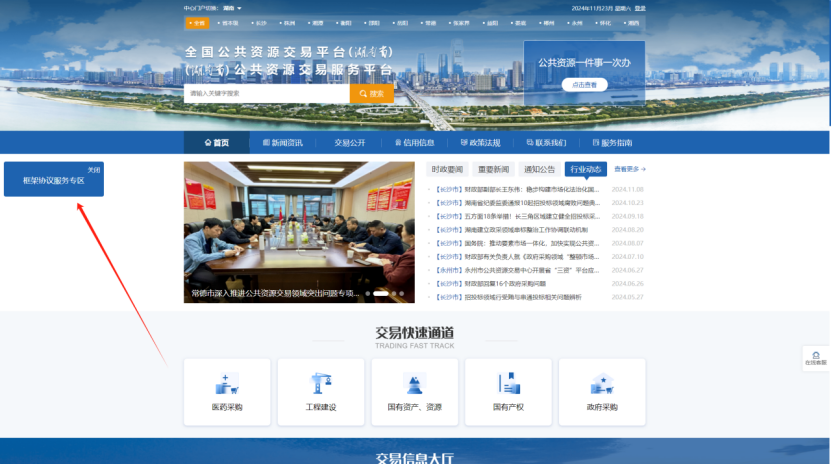 中心门户切换：湖南
2024年11月23日 星期六 登录
• 全部 • 省本级 • 长沙 • 株洲 • 湘潭 • 衡阳 • 邵阳 • 岳阳 • 常德 • 张家界 • 益阳 • 娄底 • 郴州 • 永州 • 怀化 • 湘西
全国公共资源交易平台(湖南省)
(湖南省)公共资源交易服务平台
请输入关键字搜索
搜索
公共资源一件事一次办
点击查看
首页 新闻资讯 交易公开 信用信息 政策法规 联系我们 服务指南
关闭
框架协议服务专区
常德市深入推进公共资源交易领域突出问题专项...
时政要闻 重要新闻 通知公告 行业动态 查看更多 →
【长沙市】财政部副部长王东伟：稳步构建市场化法治化国... 2024.11.08
【长沙市】湖南省纪委监委通报10起招投标领域腐败问题典... 2024.10.23
【长沙市】五方面18条举措！长三角区域建立健全招投标采... 2024.09.18
【长沙市】湖南建立政采领域串标整治工作协调联动机制 2024.08.20
【长沙市】国务院：推动要素市场一体化，加快实现公共资... 2024.08.07
【长沙市】财政部有关负责人就《政府采购领域“整顿市场... 2024.07.10
【永州市】永州市公共资源交易中心开展省“三资”平台应... 2024.06.27
【长沙市】财政部回复16个政府采购问题 2024.06.26
【长沙市】招投标领域行受贿与串通投标相关问题辨析 2024.05.27
交易快速通道
TRADING FAST TRACK
医药采购 工程建设 国有资产、资源 国有产权 政府采购
在线客服
交易信息大厅